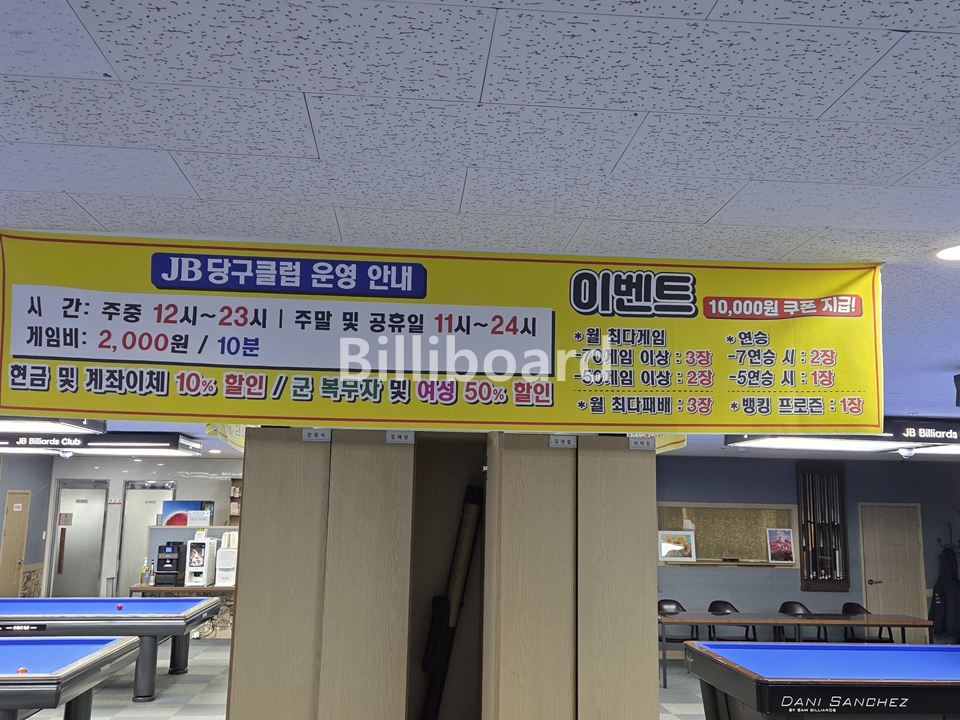 JB당구클럽 운영 안내
시 간: 주중 12시~23시 | 주말 및 공휴일 11시~24시
게임비: 2,000원 / 10분
현금 및 계좌이체 10% 할인 / 군 복무자 및 여성 50% 할인
이벤트 10,000원 쿠폰 지급!
*월 최다게임
-70게임 이상 : 3장
-50게임 이상 : 2장
*월 최다패배 : 3장
*연승
-7연승 시 : 2장
-5연승 시 : 1장
*뱅킹 프로즌 : 1장
Billiboard
JB Billiards Club
JB Billiards
DANI SANCHEZ
BY SAM BILLIARDS